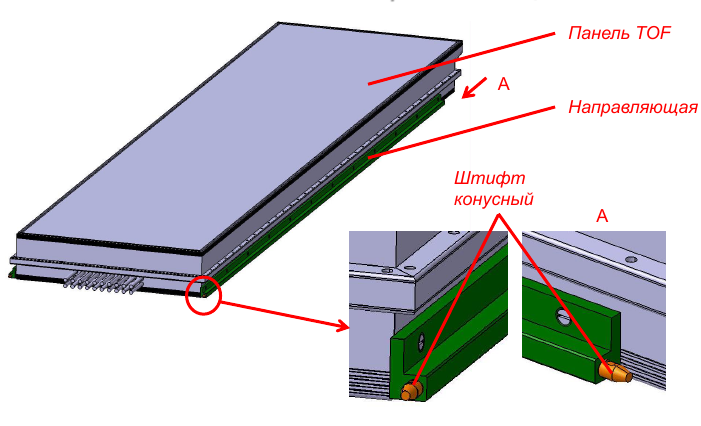 Панель TOF
А
Направляющая
Штифт
конусный
А